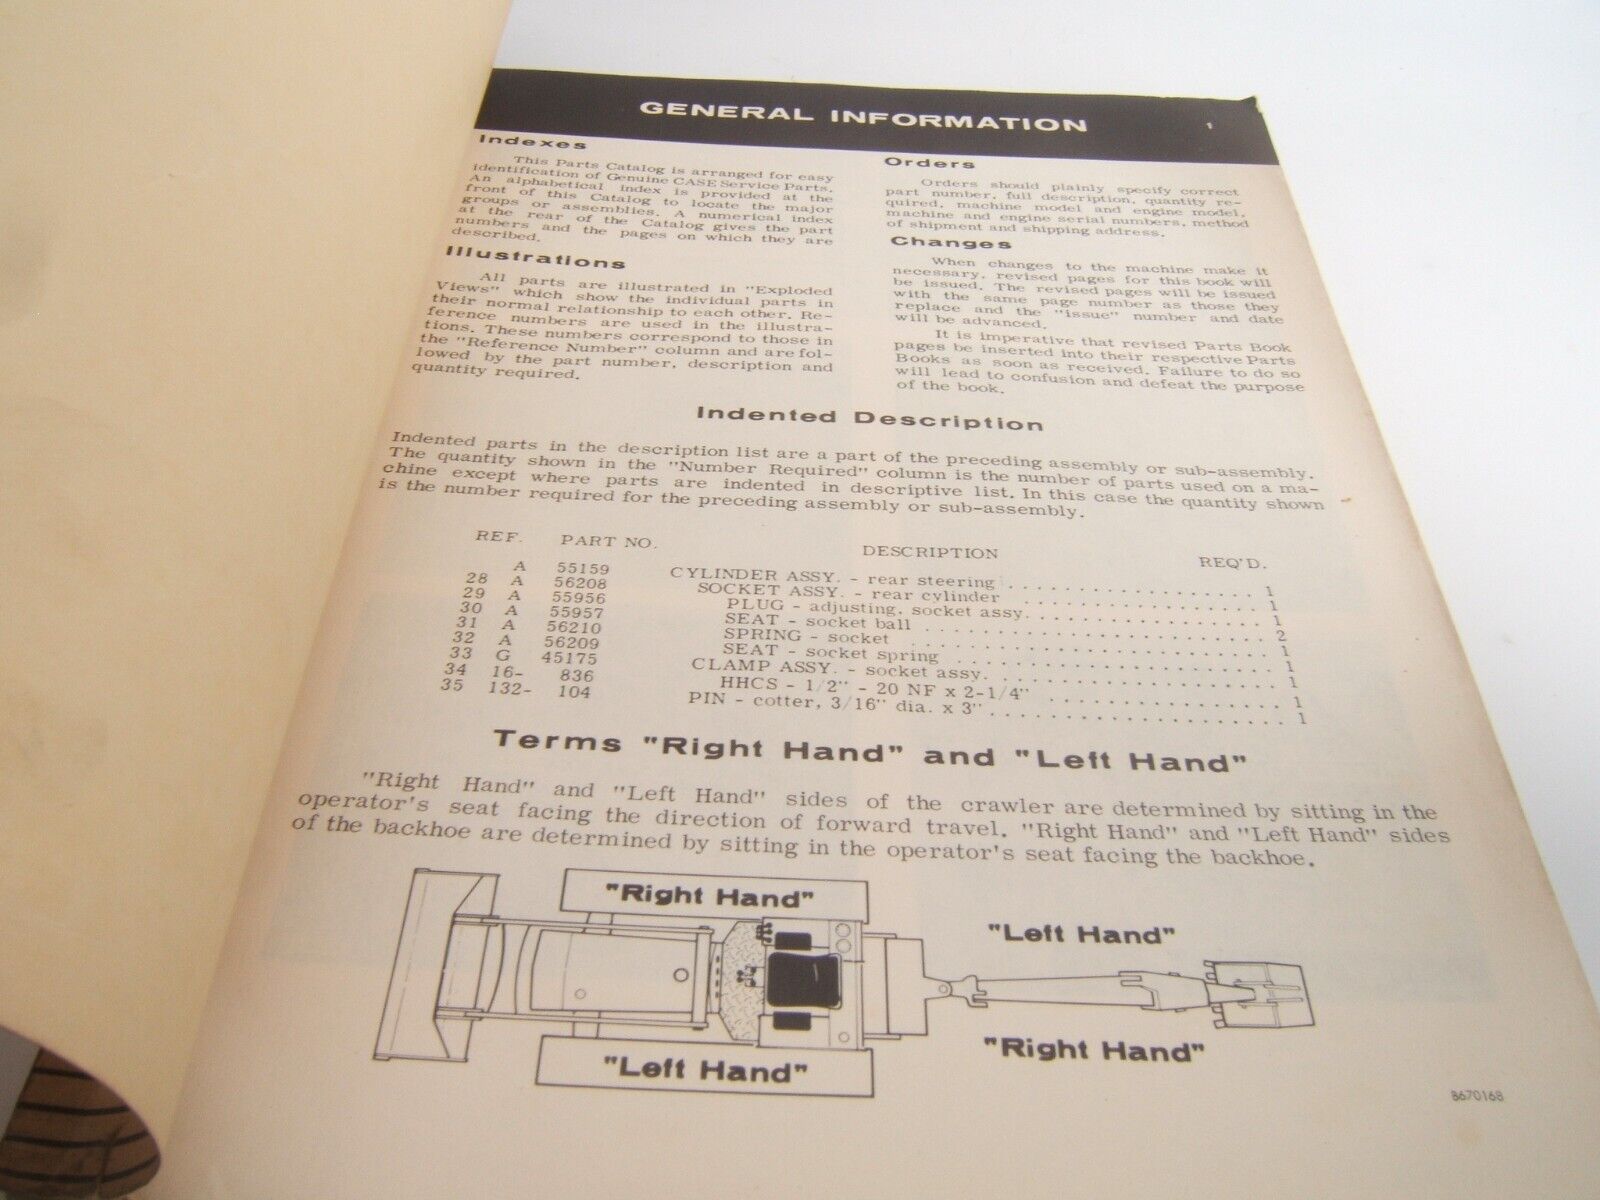 GENERAL INFORMATION
1
Indexes
This Parts Catalog is arranged for easy
identification of Genuine CASE Service Parts.
An alphabetical index is provided at the
front of this Catalog to locate the major
groups or assemblies. A numerical index
at the rear of the Catalog gives the part
numbers and the pages on which they are
described.
Illustrations
All parts are illustrated in "Exploded
Views" which show the individual parts in
their normal relationship to each other. Re-
ference numbers are used in the illustra-
tions. These numbers correspond to those in
the "Reference Number" column and are fol-
lowed by the part number, description and
quantity required.
Orders
Orders should plainly specify correct
part number, full description, quantity re-
quired, machine model and engine model,
machine and engine serial numbers, method
of shipment and shipping address.
Changes
When changes to the machine make it
necessary, revised pages for this book will
be issued. The revised pages will be issued
with the same page number as those they
replace and the "issue" number and date
will be advanced.
It is imperative that revised Parts Book
pages be inserted into their respective Parts
Books as soon as received. Failure to do so
will lead to confusion and defeat the purpose
of the book.
Indented Description
Indented parts in the description list are a part of the preceding assembly or sub-assembly.
The quantity shown in the "Number Required" column is the number of parts used on a ma-
chine except where parts are indented in descriptive list. In this case the quantity shown
is the number required for the preceding assembly or sub-assembly.
REF. PART NO. DESCRIPTION REQ'D.
A 55159 CYLINDER ASSY. - rear steering . . . . . . . . . . . . . . . . . . 1
28 A 56208 SOCKET ASSY. - rear cylinder . . . . . . . . . . . . . . . . . 1
29 A 55956 PLUG - adjusting, socket assy. . . . . . . . . . . . . . . . . 1
30 A 55957 SEAT - socket ball . . . . . . . . . . . . . . . . . . . . . . . . 2
31 A 56210 SPRING - socket . . . . . . . . . . . . . . . . . . . . . . . . . 1
32 A 56209 SEAT - socket spring . . . . . . . . . . . . . . . . . . . . . . 1
33 G 45175 CLAMP ASSY. - socket assy. . . . . . . . . . . . . . . . . . . . 1
34 16- 836 HHCS - 1/2" - 20 NF x 2-1/4" . . . . . . . . . . . . . . . . 1
35 132- 104 PIN - cotter, 3/16" dia. x 3" . . . . . . . . . . . . . . . . . . . . 1
Terms "Right Hand" and "Left Hand"
"Right Hand" and "Left Hand" sides of the crawler are determined by sitting in the
operator's seat facing the direction of forward travel. "Right Hand" and "Left Hand" sides
of the backhoe are determined by sitting in the operator's seat facing the backhoe.
"Right Hand"
"Left Hand"
"Left Hand"
"Right Hand"
B670168